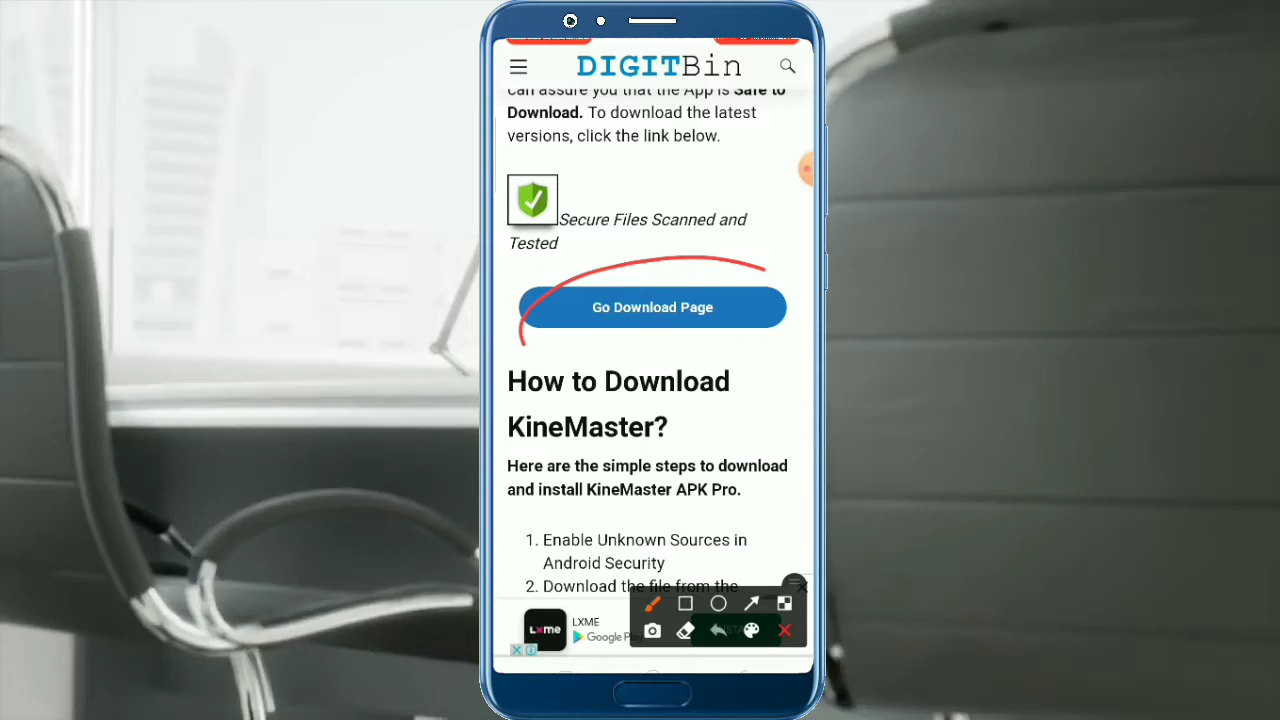 DIGITBin
can assure you that the App is Safe to
Download. To download the latest
versions, click the link below.
Secure Files Scanned and
Tested
Go Download Page
How to Download
KineMaster?
Here are the simple steps to download
and install KineMaster APK Pro.
1. Enable Unknown Sources in
Android Security
2. Download the file from the
LXME
Lxme
Google Play